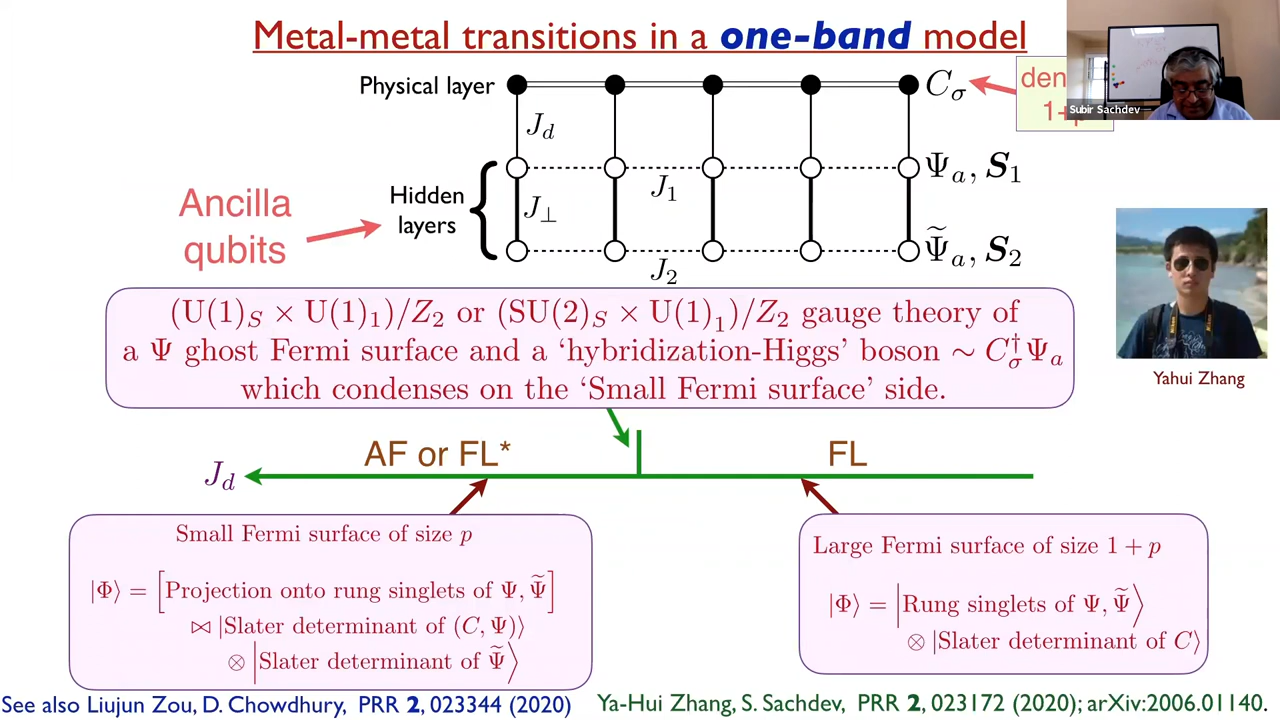 Metal-metal transitions in a one-band model
Physical layer
C_σ
den
1+p
Subir Sachdev
J_d
Ψ_a, S_1
J_1
Ancilla
qubits
Hidden
layers
J_⊥
Ψ̃_a, S_2
J_2
(U(1)_S × U(1)_1)/Z_2 or (SU(2)_S × U(1)_1)/Z_2 gauge theory of
a Ψ ghost Fermi surface and a ‘hybridization-Higgs’ boson ∼ C_σ^†Ψ_a
which condenses on the ‘Small Fermi surface’ side.
Yahui Zhang
AF or FL*
FL
J_d
Small Fermi surface of size p
|Φ⟩ = [Projection onto rung singlets of Ψ, Ψ̃]
⋈ |Slater determinant of (C, Ψ)⟩
⊗ |Slater determinant of Ψ̃⟩
Large Fermi surface of size 1 + p
|Φ⟩ = |Rung singlets of Ψ, Ψ̃⟩
⊗ |Slater determinant of C⟩
See also Liujun Zou, D. Chowdhury, PRR 2, 023344 (2020)
Ya-Hui Zhang, S. Sachdev, PRR 2, 023172 (2020); arXiv:2006.01140.